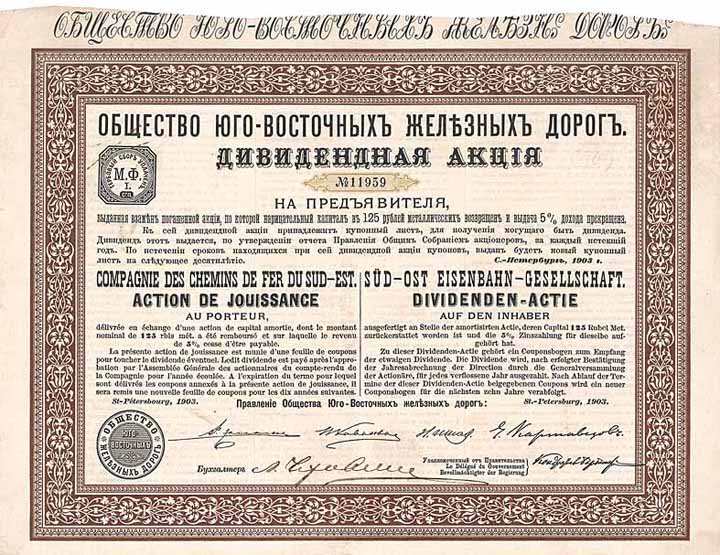 ОБЩЕСТВО ЮГО-ВОСТОЧНЫХЪ ЖЕЛѢЗНЫХЪ ДОРОГЪ
ОБЩЕСТВО ЮГО-ВОСТОЧНЫХЪ ЖЕЛѢЗНЫХЪ ДОРОГЪ.
ДИВИДЕНДНАЯ АКЦІЯ
М.Ф.
I.
№11959
НА ПРЕДЪЯВИТЕЛЯ,
выданная взамѣнъ погашенной акціи, по которой нарицательный капиталъ въ 125 рублей металлическихъ возвращенъ и выдача 5% дохода прекращена.
Къ сей дивидендной акціи принадлежитъ купонный листъ, для полученія могущаго быть дивиденда.
Дивидендъ этотъ выдается, по утвержденіи отчета Правленія Общимъ Собраніемъ акціонеровъ, за каждый истекшій
годъ. По истеченіи сроковъ находящихся при сей дивидендной акціи купоновъ, выданъ будетъ новый купонный
листъ на слѣдующее десятилѣтіе.
С.-Петербургъ, 1903 г.
COMPAGNIE DES CHEMINS DE FER DU SUD-EST.
ACTION DE JOUISSANCE
AU PORTEUR,
délivrée en échange d'une action de capital amortie, dont le montant
nominal de 125 rbls mét. a été remboursé et sur laquelle le revenu
de 5% cesse d'être payable.
La présente action de jouissance est munie d'une feuille de coupons
pour toucher le dividende éventuel. Ledit dividende est payé après l'appro-
bation par l'Assemblée Générale des actionnaires du compte-rendu de
la Compagnie pour l'année écoulée. A l'expiration du terme pour lequel
sont délivrés les coupons annexés à la présente action de jouissance, il
sera remis une nouvelle feuille de coupons pour les dix années suivantes.
St-Pétersbourg, 1903.
SÜD-OST EISENBAHN-GESELLSCHAFT.
DIVIDENDEN-ACTIE
AUF DEN INHABER
ausgefertigt an Stelle der amortisirten Actie, deren Capital 125 Rubel Met.
zurückerstattet worden ist und die 5% Zinszahlung für dieselbe auf-
gehört hat.
Zu dieser Dividenden-Actie gehört ein Couponsbogen zum Empfang
der etwaigen Dividende. Die Dividende wird, nach erfolgter Bestätigung
der Jahresabrechnung der Direction durch die Generalversammlung
der Actionäre, für jedes verflossene Jahr ausgezahlt. Nach Ablauf der Ter-
mine der dieser Dividenden-Actie beigegebenen Coupons wird ein neuer
Couponsbogen für die nächsten zehn Jahre verabfolgt.
St.-Petersburg, 1903.
Правленіе Общества Юго-Восточныхъ желѣзныхъ дорогъ:
ОБЩЕСТВО
ЮГО-
ВОСТОЧНЫХЪ
ЖЕЛѢЗНЫХЪ ДОРОГЪ
Бухгалтеръ
Уполномоченный отъ Правительства
Le Délégué du Gouvernement
Bevollmächtigter der Regierung